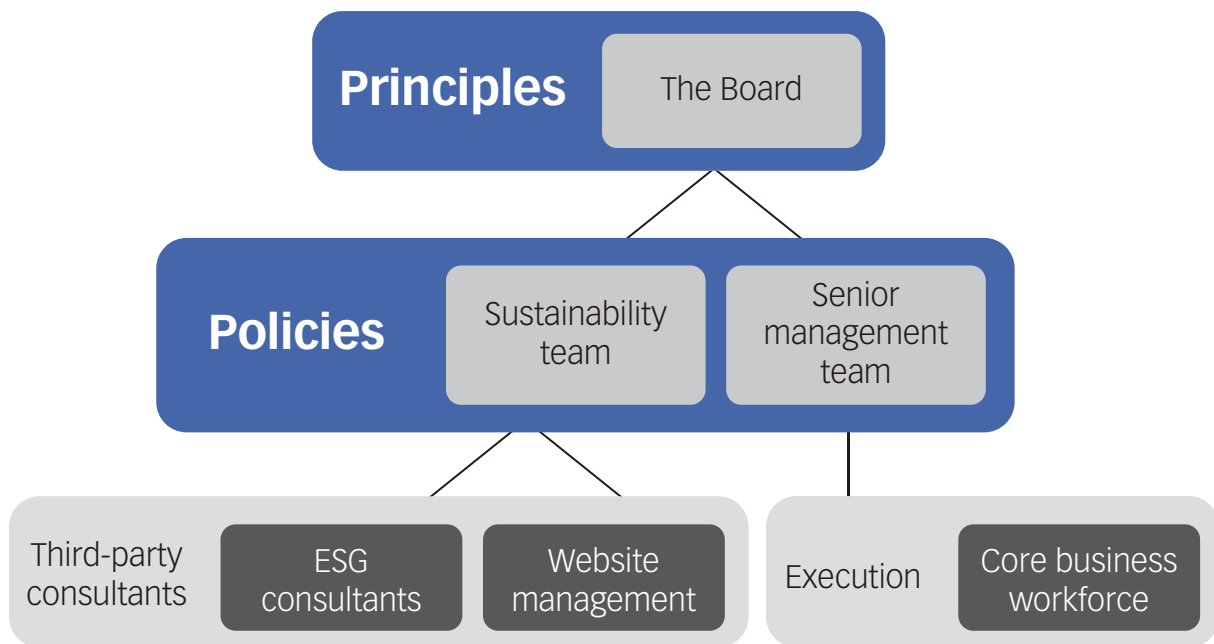 Principles
The Board
Policies
Sustainability
team
Senior
management
team
Third-party
consultants
ESG
consultants
Website
management
Execution
Core business
workforce